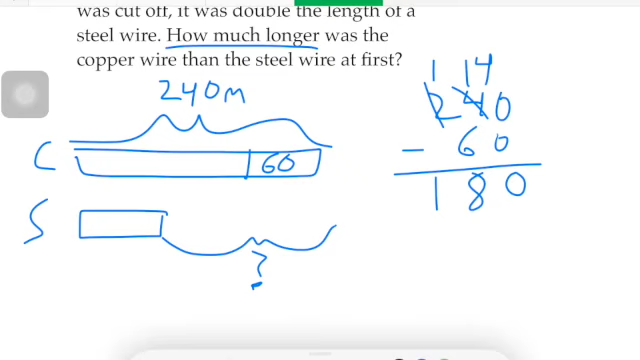 was cut off, it was double the length of a
steel wire. How much longer was the
copper wire than the steel wire at first?
240m
C
60
S
?
1 14
240
- 60
180